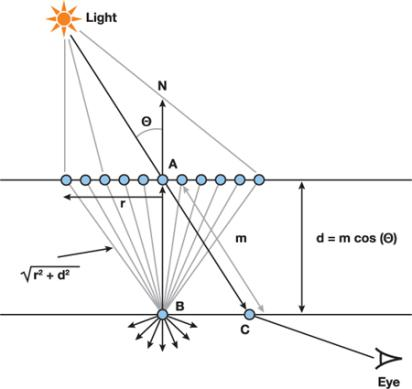 Light
N
Θ
A
r
m
d = m cos (Θ)
√r² + d²
B
C
Eye